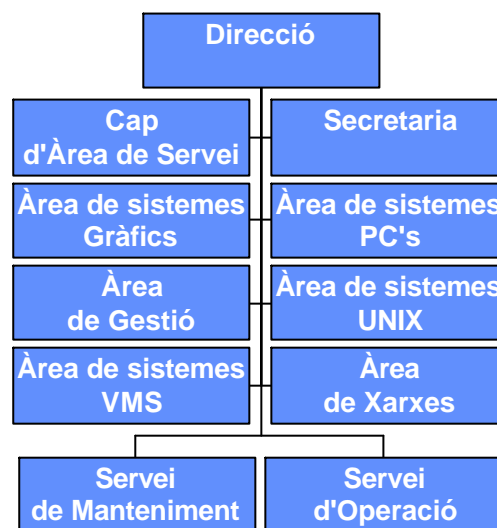 Direcció
Cap
d'Àrea de Servei
Secretaria
Àrea de sistemes
Gràfics
Àrea de sistemes
PC's
Àrea
de Gestió
Àrea de sistemes
UNIX
Àrea de sistemes
VMS
Àrea
de Xarxes
Servei
de Manteniment
Servei
d'Operació